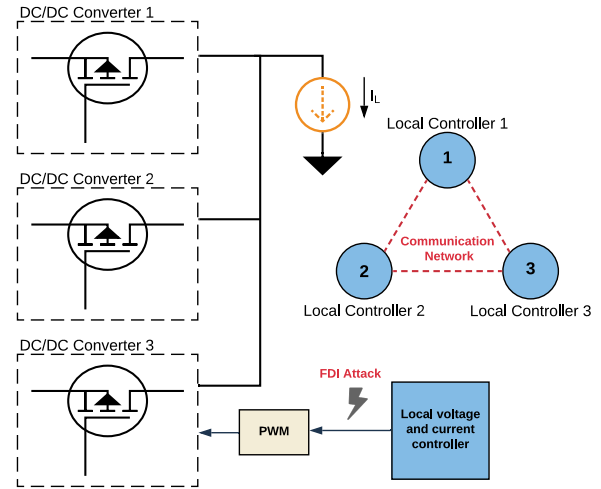 DC/DC Converter 1
I_L
Local Controller 1
1
DC/DC Converter 2
Communication
Network
2
3
Local Controller 2
Local Controller 3
DC/DC Converter 3
FDI Attack
PWM
Local voltage
and current
controller